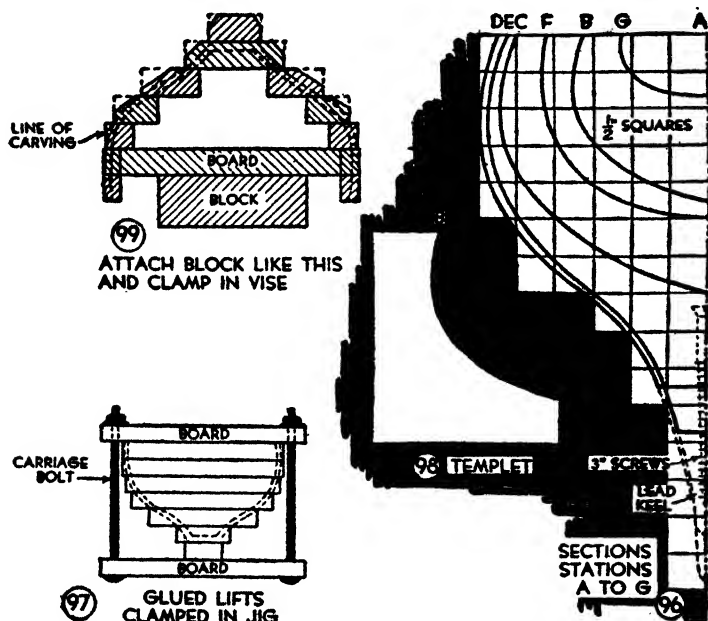 DEC F B G A
LINE OF
CARVING
BOARD
BLOCK
99
ATTACH BLOCK LIKE THIS
AND CLAMP IN VISE
1/2" SQUARES
B
98 TEMPLET
3" SCREWS
LEAD
KEEL
SECTIONS
STATIONS
A TO G
96
BOARD
CARRIAGE
BOLT
BOARD
97
GLUED LIFTS
CLAMPED IN JIG